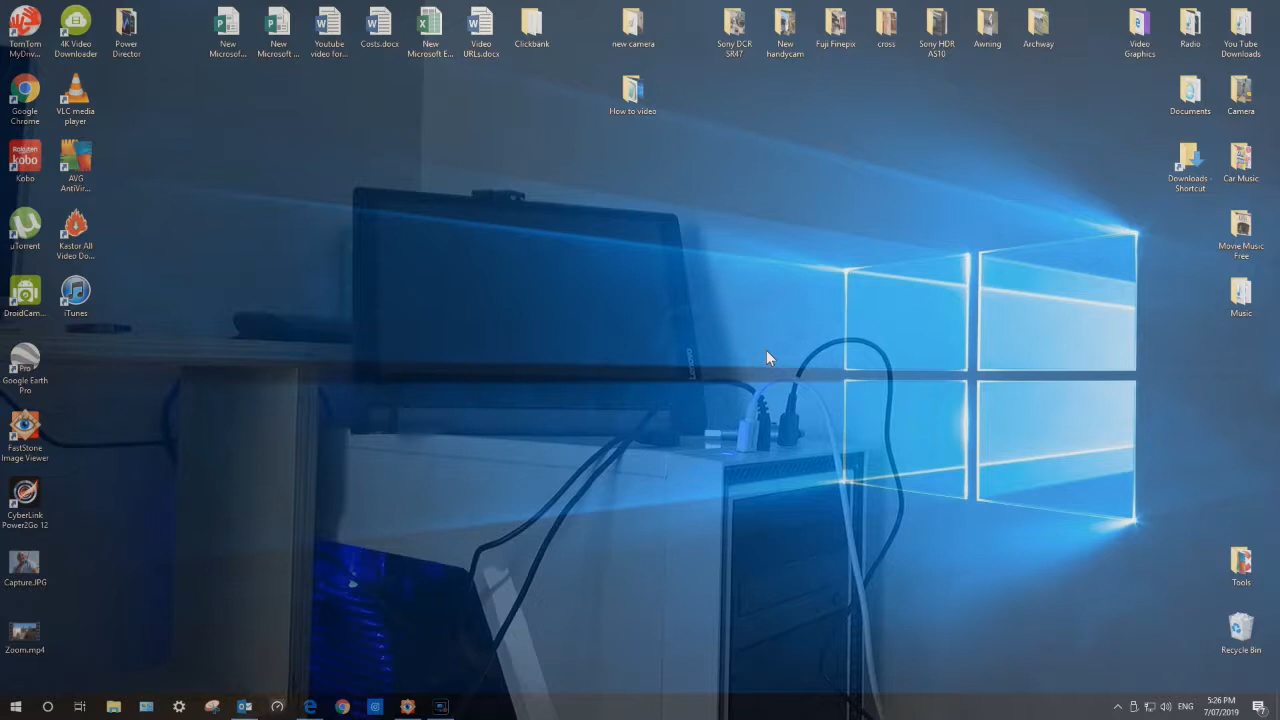 TomTom
MyDriv...
4K Video
Downloader
Power
Director
New
Microsof...
New
Microsoft ...
Youtube
video for...
Costs.docx
New
Microsoft E...
Video
URLs.docx
Clickbank
new camera
Sony DCR
SR47
New
handycam
Fuji Finepix
cross
Sony HDR
AS10
Awning
Archway
Video
Graphics
Radio
You Tube
Downloads
Google
Chrome
VLC media
player
How to video
Documents
Camera
Rakuten
kobo
Kobo
AVG
AntiVir...
Downloads -
Shortcut
Car Music
uTorrent
Kastor All
Video Do...
Movie Music
Free
DroidCam...
iTunes
Music
Pro
Google Earth
Pro
Lenovo
FastStone
Image Viewer
CyberLink
Power2Go 12
Capture.JPG
Tools
Zoom.mp4
Recycle Bin
ENG
5:26 PM
7/07/2019